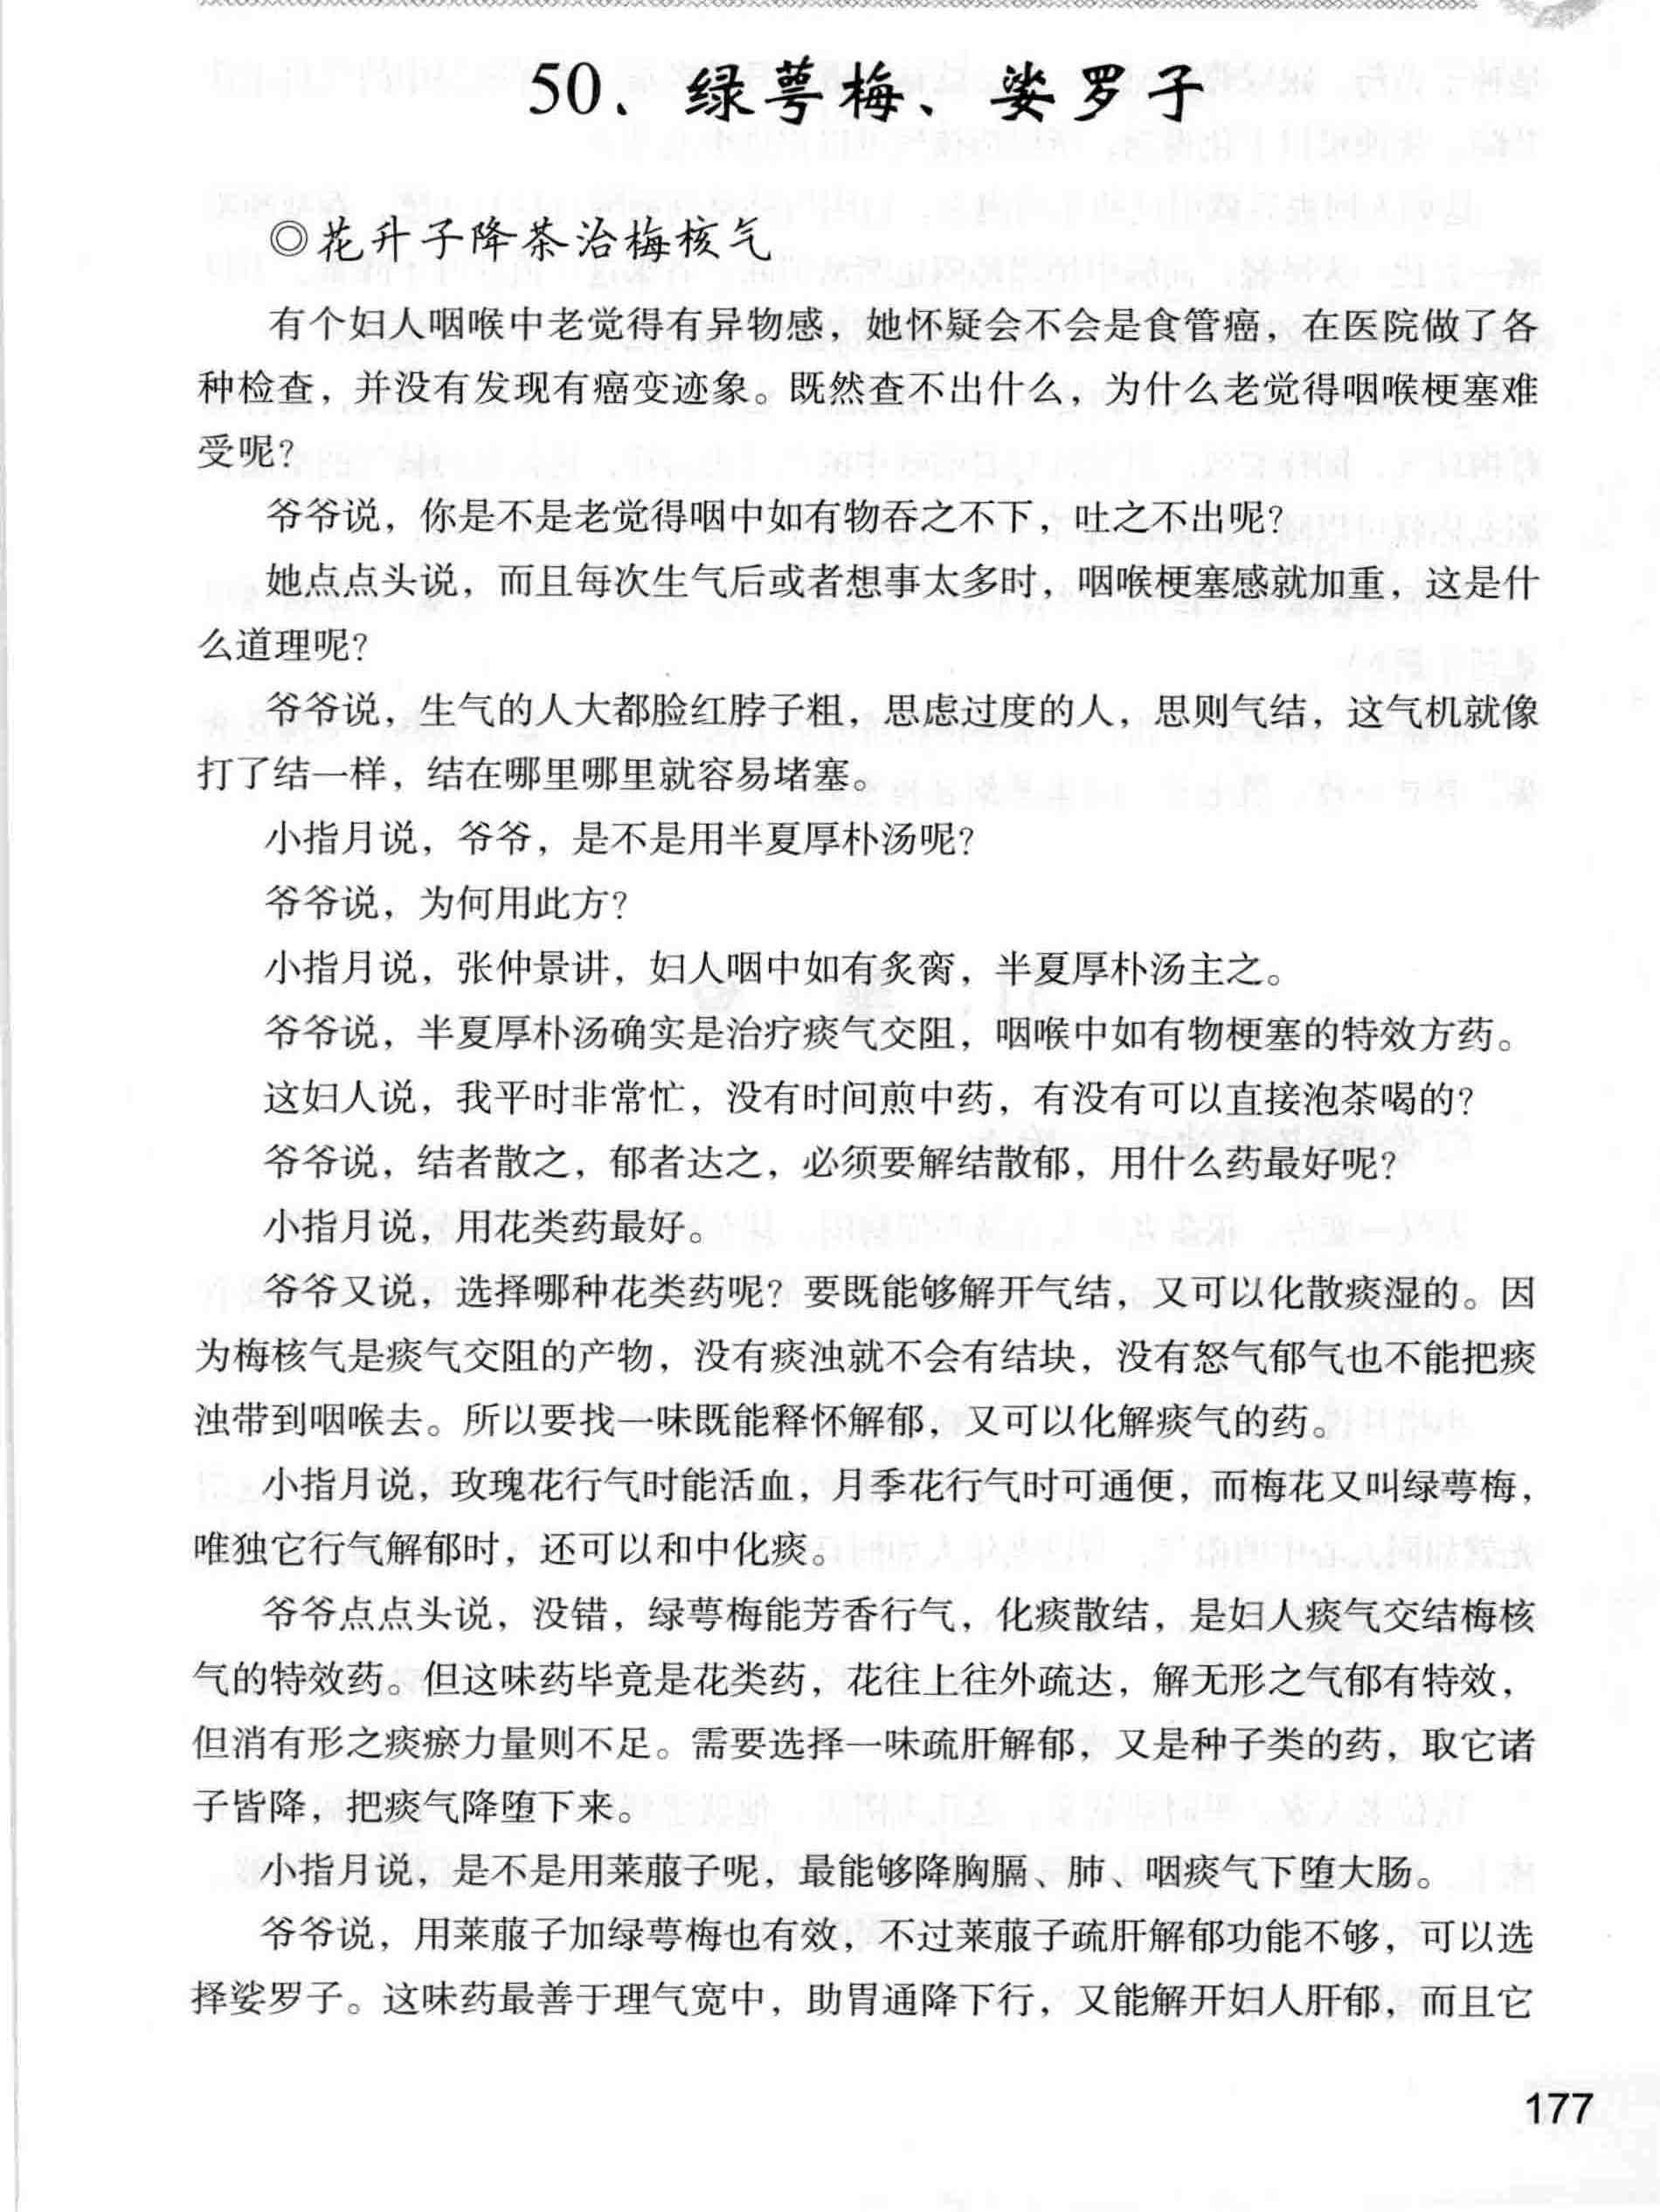 50、绿萼梅、娑罗子
◎花升子降茶治梅核气
有个妇人咽喉中老觉得有异物感，她怀疑会不会是食管癌，在医院做了各
种检查，并没有发现有癌变迹象。既然查不出什么，为什么老觉得咽喉梗塞难
受呢？
爷爷说，你是不是老觉得咽中如有物吞之不下，吐之不出呢？
她点点头说，而且每次生气后或者想事太多时，咽喉梗塞感就加重，这是什
么道理呢？
爷爷说，生气的人大都脸红脖子粗，思虑过度的人，思则气结，这气机就像
打了结一样，结在哪里哪里就容易堵塞。
小指月说，爷爷，是不是用半夏厚朴汤呢？
爷爷说，为何用此方？
小指月说，张仲景讲，妇人咽中如有炙脔，半夏厚朴汤主之。
爷爷说，半夏厚朴汤确实是治疗痰气交阻，咽喉中如有物梗塞的特效方药。
这妇人说，我平时非常忙，没有时间煎中药，有没有可以直接泡茶喝的？
爷爷说，结者散之，郁者达之，必须要解结散郁，用什么药最好呢？
小指月说，用花类药最好。
爷爷又说，选择哪种花类药呢？要既能够解开气结，又可以化散痰湿的。因
为梅核气是痰气交阻的产物，没有痰浊就不会有结块，没有怒气郁气也不能把痰
浊带到咽喉去。所以要找一味既能释怀解郁，又可以化解痰气的药。
小指月说，玫瑰花行气时能活血，月季花行气时可通便，而梅花又叫绿萼梅，
唯独它行气解郁时，还可以和中化痰。
爷爷点点头说，没错，绿萼梅能芳香行气，化痰散结，是妇人痰气交结梅核
气的特效药。但这味药毕竟是花类药，花往上往外疏达，解无形之气郁有特效，
但消有形之痰瘀力量则不足。需要选择一味疏肝解郁，又是种子类的药，取它诸
子皆降，把痰气降堕下来。
小指月说，是不是用莱菔子呢，最能够降胸膈、肺、咽痰气下堕大肠。
爷爷说，用莱菔子加绿萼梅也有效，不过莱菔子疏肝解郁功能不够，可以选
择娑罗子。这味药最善于理气宽中，助胃通降下行，又能解开妇人肝郁，而且它
177